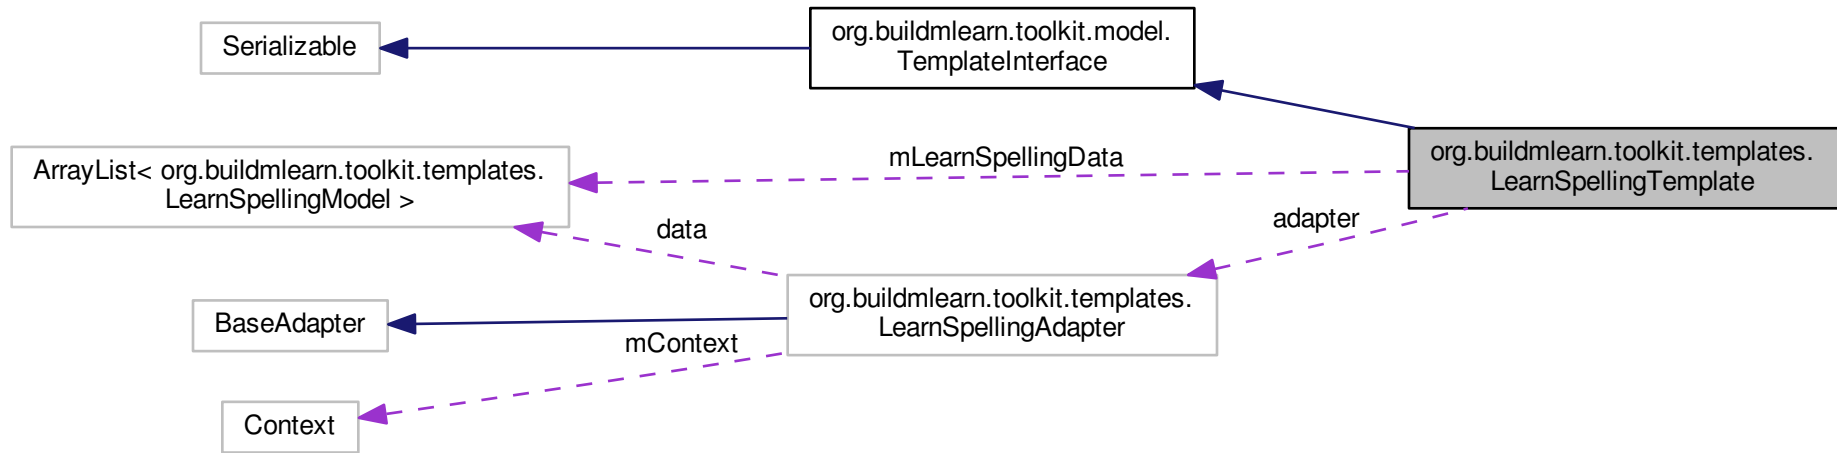 Serializable
org.buildmlearn.toolkit.model.
TemplateInterface
ArrayList< org.buildmlearn.toolkit.templates.
LearnSpellingModel >
mLearnSpellingData
org.buildmlearn.toolkit.templates.
LearnSpellingTemplate
data
adapter
BaseAdapter
org.buildmlearn.toolkit.templates.
LearnSpellingAdapter
mContext
Context